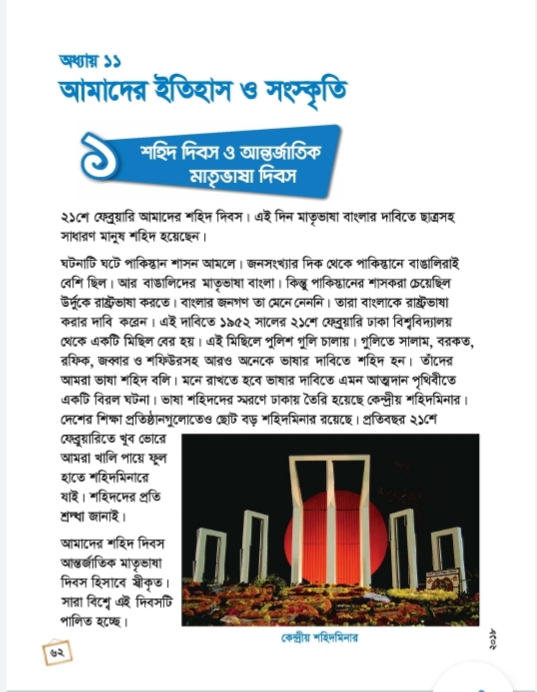 অধ্যায় ১১
আমাদের ইতিহাস ও সংস্কৃতি
১
শহিদ দিবস ও আন্তর্জাতিক
মাতৃভাষা দিবস
২১শে ফেব্রুয়ারি আমাদের শহিদ দিবস। এই দিন মাতৃভাষা বাংলার দাবিতে ছাত্রসহ
সাধারণ মানুষ শহিদ হয়েছেন।
ঘটনাটি ঘটে পাকিস্তান শাসন আমলে। জনসংখ্যার দিক থেকে পাকিস্তানে বাঙালিরাই
বেশি ছিল। আর বাঙালিদের মাতৃভাষা বাংলা। কিন্তু পাকিস্তানের শাসকরা চেয়েছিল
উর্দুকে রাষ্ট্রভাষা করতে। বাংলার জনগণ তা মেনে নেননি। তারা বাংলাকে রাষ্ট্রভাষা
করার দাবি করেন। এই দাবিতে ১৯৫২ সালের ২১শে ফেব্রুয়ারি ঢাকা বিশ্ববিদ্যালয়
থেকে একটি মিছিল বের হয়। এই মিছিলে পুলিশ গুলি চালায়। গুলিতে সালাম, বরকত,
রফিক, জব্বার ও শফিউরসহ আরও অনেকে ভাষার দাবিতে শহিদ হন। তাঁদের
আমরা ভাষা শহিদ বলি। মনে রাখতে হবে ভাষার দাবিতে এমন আত্মদান পৃথিবীতে
একটি বিরল ঘটনা। ভাষা শহিদদের স্মরণে ঢাকায় তৈরি হয়েছে কেন্দ্রীয় শহিদমিনার।
দেশের শিক্ষা প্রতিষ্ঠানগুলোতেও ছোট বড় শহিদমিনার রয়েছে। প্রতিবছর ২১শে
ফেব্রুয়ারিতে খুব ভোরে
আমরা খালি পায়ে ফুল
হাতে শহিদমিনারে
যাই। শহিদদের প্রতি
শ্রদ্ধা জানাই।
আমাদের শহিদ দিবস
আন্তর্জাতিক মাতৃভাষা
দিবস হিসাবে স্বীকৃত।
সারা বিশ্বে এই দিবসটি
পালিত হচ্ছে।
কেন্দ্রীয় শহিদমিনার
৬২
২০১৮